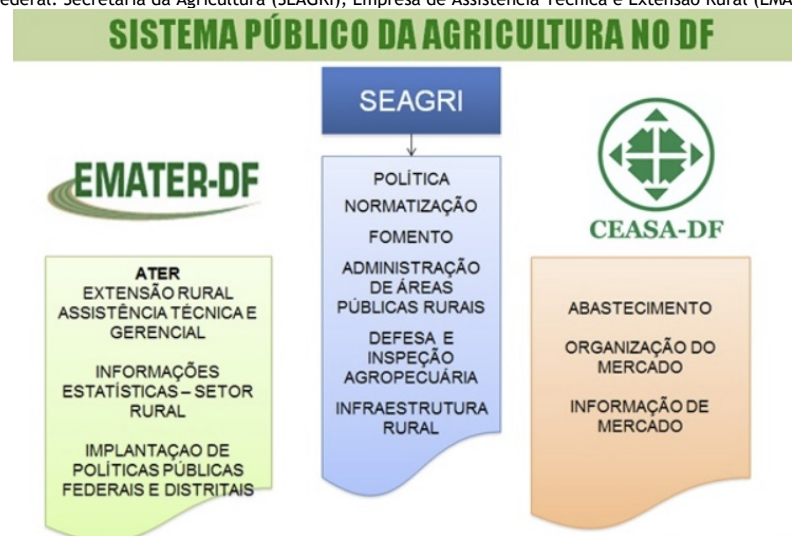 ederal: Secretaria da Agricultura (SEAGRI), Empresa de Assistência Técnica e Extensão Rural (EMA
SISTEMA PÚBLICO DA AGRICULTURA NO DF
SEAGRI
POLÍTICA
NORMATIZAÇÃO
FOMENTO
ADMINISTRAÇÃO
DE ÁREAS
PÚBLICAS RURAIS
DEFESA E
INSPEÇÃO
AGROPECUÁRIA
INFRAESTRUTURA
RURAL
EMATER-DF
ATER
EXTENSÃO RURAL
ASSISTÊNCIA TÉCNICA E
GERENCIAL
INFORMAÇÕES
ESTATÍSTICAS – SETOR
RURAL
IMPLANTAÇAO DE
POLÍTICAS PÚBLICAS
FEDERAIS E DISTRITAIS
CEASA-DF
ABASTECIMENTO
ORGANIZAÇÃO DO
MERCADO
INFORMAÇÃO DE
MERCADO